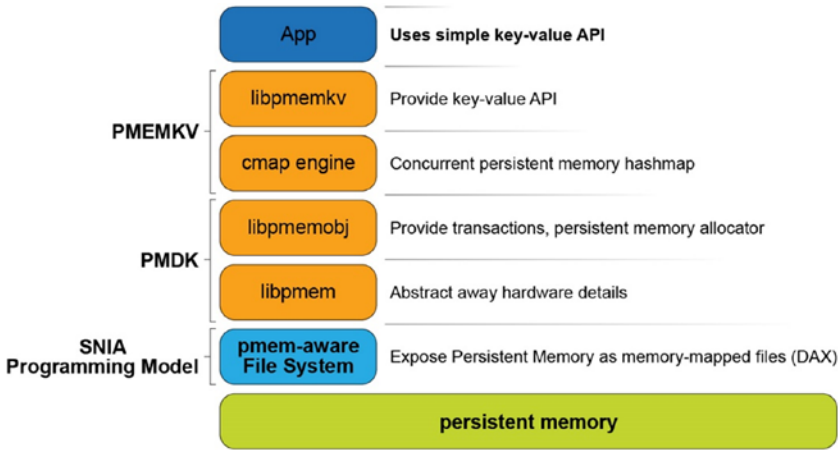 App
Uses simple key-value API
PMEMKV
libpmemkv
Provide key-value API
cmap engine
Concurrent persistent memory hashmap
PMDK
libpmemobj
Provide transactions, persistent memory allocator
libpmem
Abstract away hardware details
SNIA
Programming Model
pmem-aware
File System
Expose Persistent Memory as memory-mapped files (DAX)
persistent memory